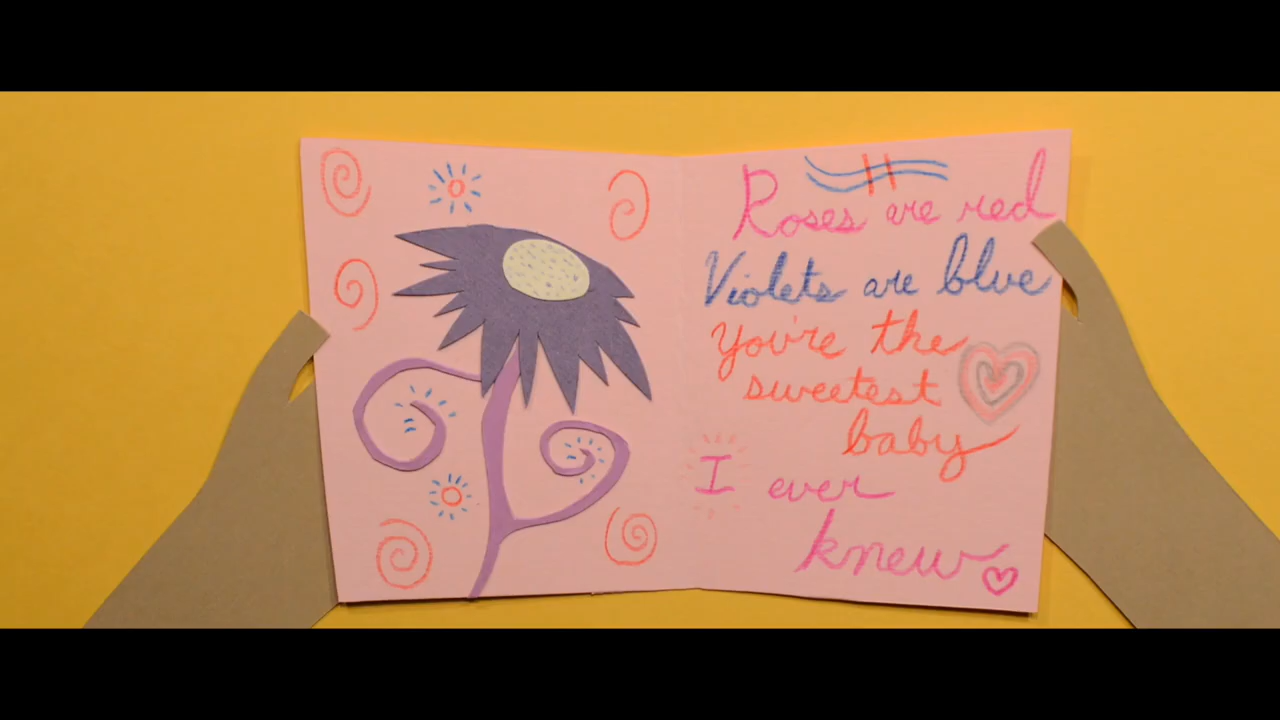 Roses are red
Violets are blue
You're the
sweetest
baby
I ever
knew